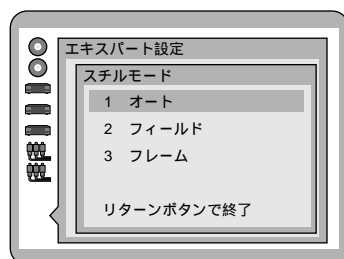 エキスパート設定
スチルモード
1 オート
2 フィールド
3 フレーム
リターンボタンで終了